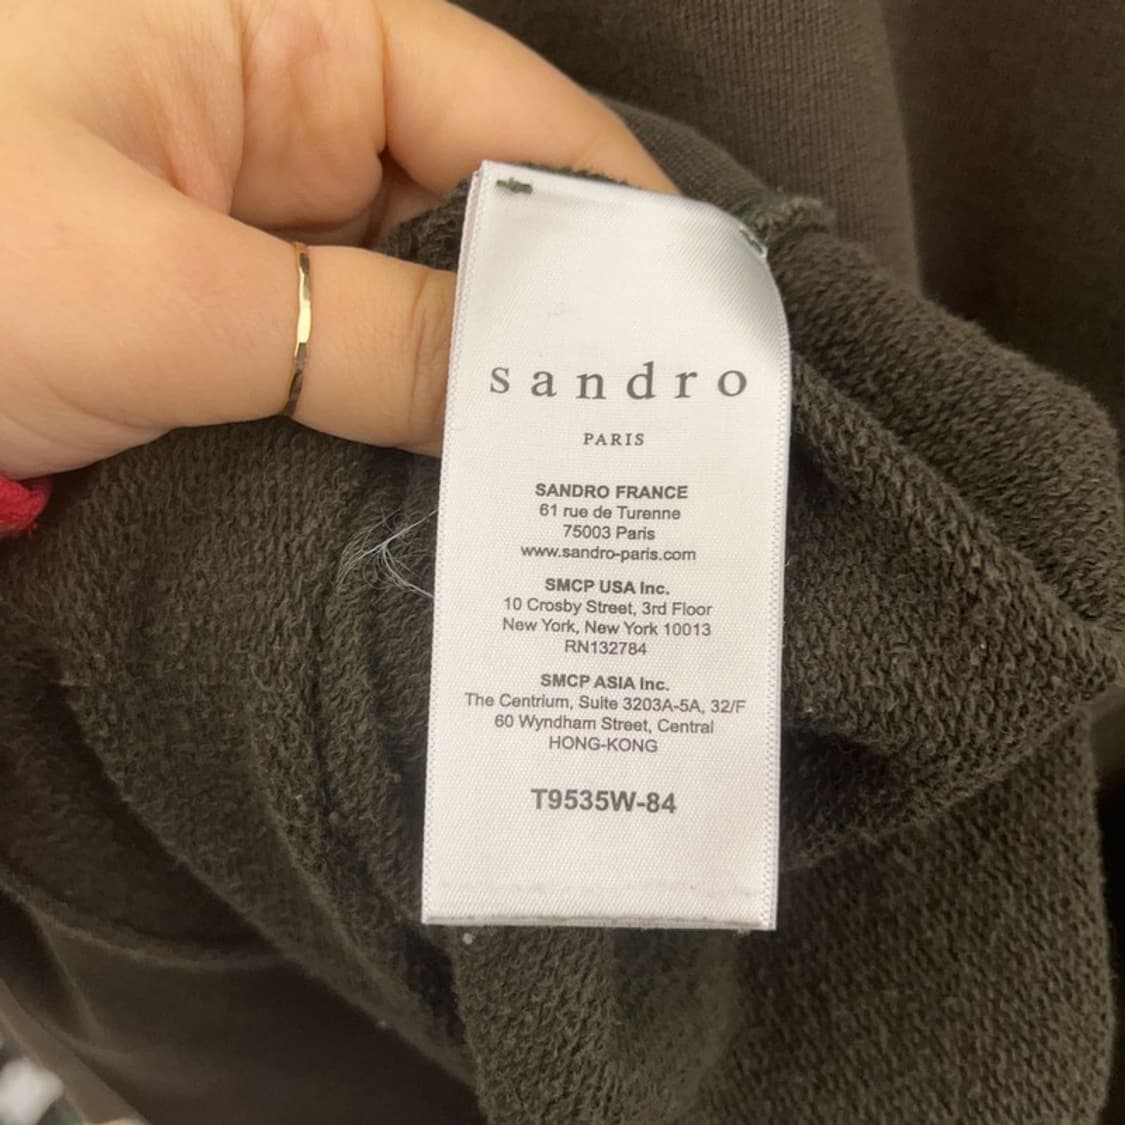 sandro
PARIS
SANDRO FRANCE
61 rue de Turenne
75003 Paris
www.sandro-paris.com
SMCP USA Inc.
10 Crosby Street, 3rd Floor
New York, New York 10013
RN132784
SMCP ASIA Inc.
The Centrium, Suite 3203A-5A, 32/F
60 Wyndham Street, Central
HONG-KONG
T9535W-84